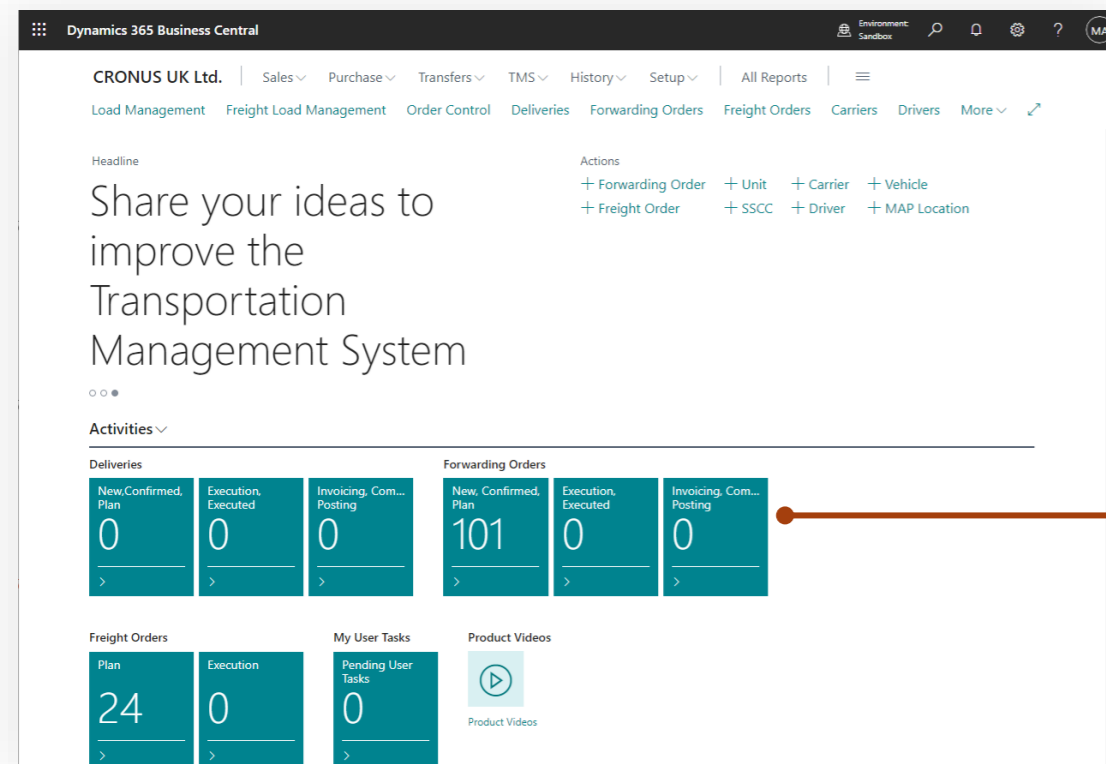 Dynamics 365 Business Central
Environment:
Sandbox
?
MA
CRONUS UK Ltd.
Sales
Purchase
Transfers
TMS
History
Setup
All Reports
Load Management
Freight Load Management
Order Control
Deliveries
Forwarding Orders
Freight Orders
Carriers
Drivers
More
Headline
Share your ideas to
improve the
Transportation
Management System
Actions
+ Forwarding Order
+ Unit
+ Carrier
+ Vehicle
+ Freight Order
+ SSCC
+ Driver
+ MAP Location
Activities
Deliveries
New,Confirmed,
Plan
0
Execution,
Executed
0
Invoicing, Com...
Posting
0
Forwarding Orders
New, Confirmed,
Plan
101
Execution,
Executed
0
Invoicing, Com...
Posting
0
Freight Orders
Plan
24
Execution
0
My User Tasks
Pending User
Tasks
0
Product Videos
Product Videos